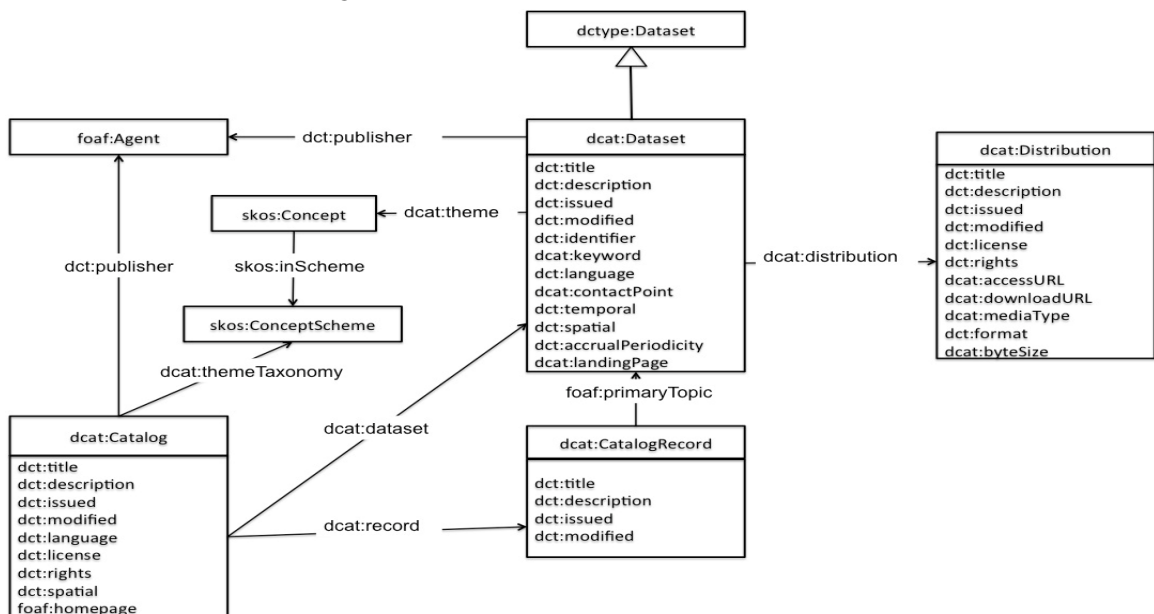 dctype:Dataset
foaf:Agent
dct:publisher
dcat:Dataset
dct:title
dct:description
dct:issued
dct:modified
dct:identifier
dcat:keyword
dct:language
dcat:contactPoint
dct:temporal
dct:spatial
dct:accrualPeriodicity
dcat:landingPage
dcat:Distribution
dct:title
dct:description
dct:issued
dct:modified
dct:license
dct:rights
dcat:accessURL
dcat:downloadURL
dcat:mediaType
dct:format
dcat:byteSize
skos:Concept
dcat:theme
dcat:distribution
dct:publisher
skos:inScheme
skos:ConceptScheme
dcat:themeTaxonomy
foaf:primaryTopic
dcat:dataset
dcat:Catalog
dct:title
dct:description
dct:issued
dct:modified
dct:language
dct:license
dct:rights
dct:spatial
foaf:homepage
dcat:record
dcat:CatalogRecord
dct:title
dct:description
dct:issued
dct:modified